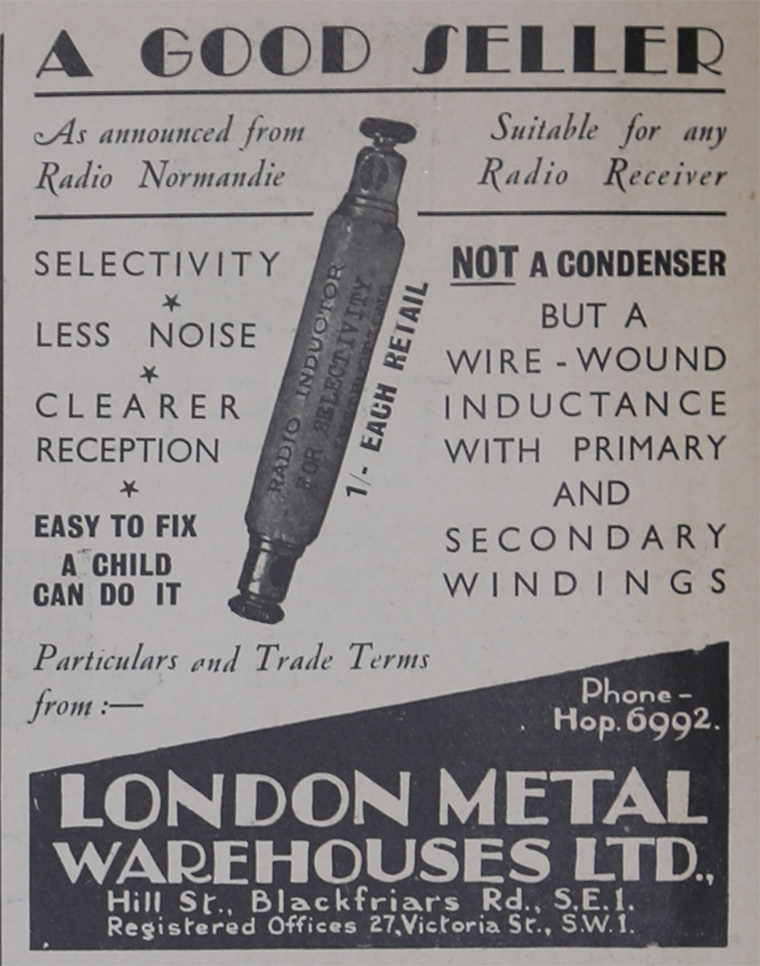 A GOOD SELLER
As announced from
Radio Normandie
Suitable for any
Radio Receiver
SELECTIVITY
LESS NOISE
CLEARER
RECEPTION
EASY TO FIX
A CHILD
CAN DO IT
RADIO INDUCTOR
FOR SELECTIVITY
1/- EACH RETAIL
NOT A CONDENSER
BUT A
WIRE-WOUND
INDUCTANCE
WITH PRIMARY
AND
SECONDARY
WINDINGS
Particulars and Trade Terms
from :—
Phone -
Hop. 6992.
LONDON METAL
WAREHOUSES LTD.,
Hill St., Blackfriars Rd., S.E.1.
Registered Offices 27, Victoria St., S.W.1.